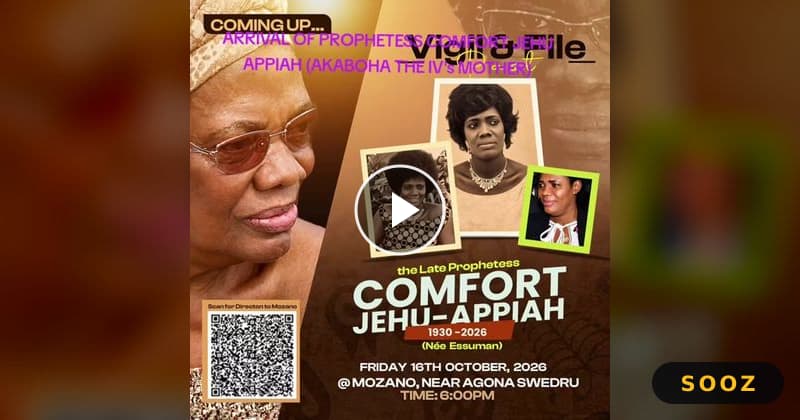 COMING UP...
ARRIVAL OF PROPHETESS COMFORT JEHU
APPIAH (AKABOHA THE IV's MOTHER)
Vigil & File
the Late Prophetess
COMFORT
JEHU-APPIAH
1930 -2026
(Née Essuman)
Scan for Directon to Mozano
FRIDAY 16TH OCTOBER, 2026
@ MOZANO, NEAR AGONA SWEDRU
TIME: 6:00PM
SOOZ